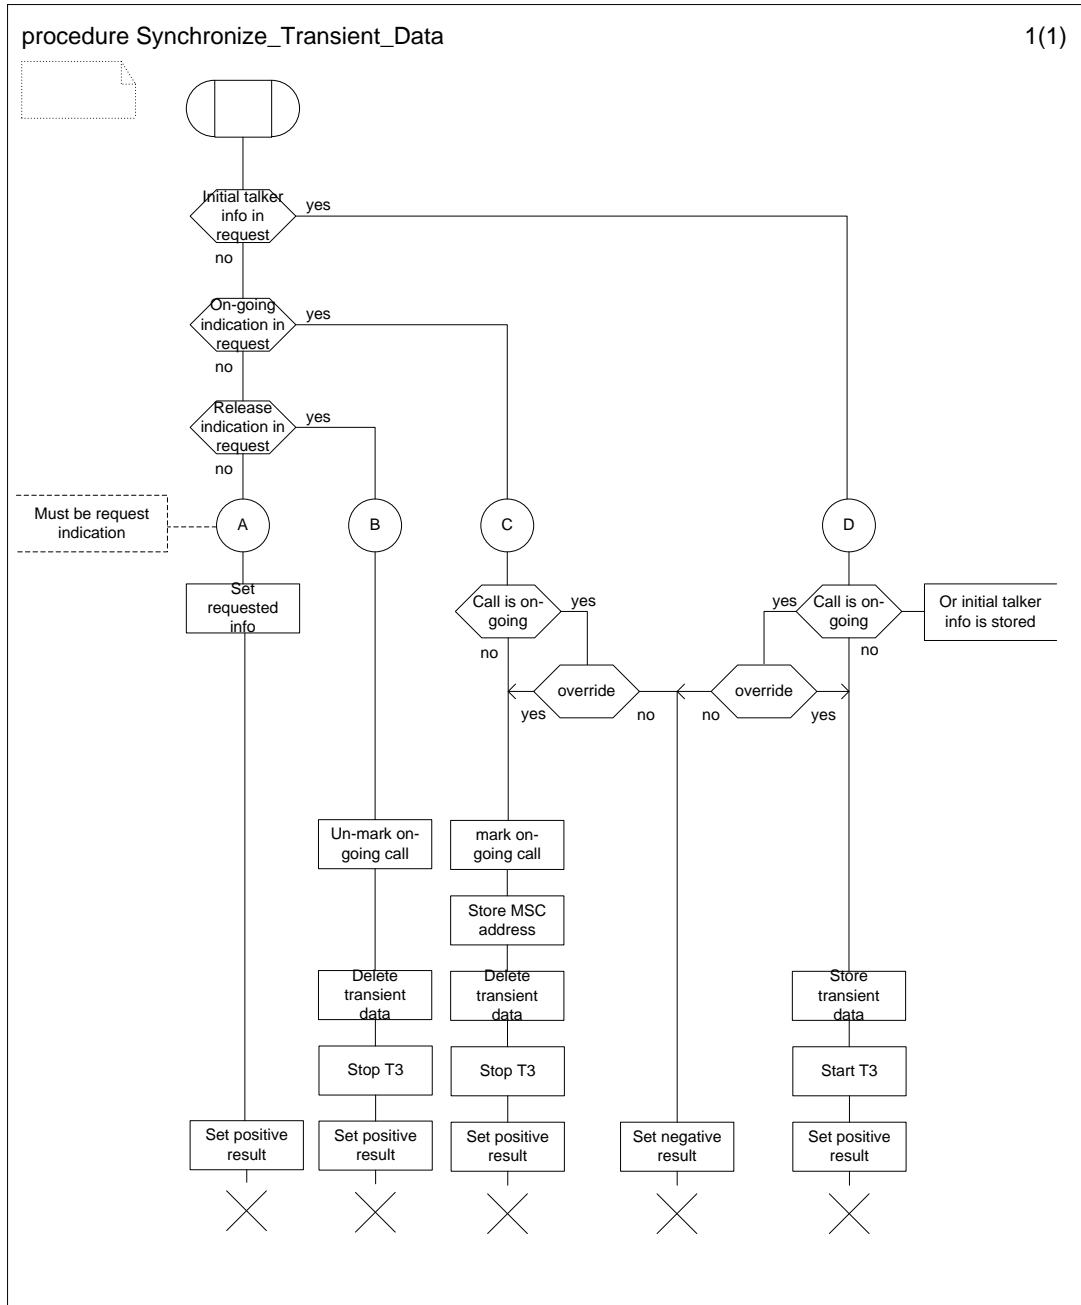 procedure Synchronize_Transient_Data
1(1)
Initial talker
info in
request
yes
no
On-going
indication in
request
yes
no
Release
indication in
request
yes
no
Must be request
indication
A
B
C
D
Set
requested
info
Call is on-
going
yes
no
yes
Call is on-
going
no
Or initial talker
info is stored
override
yes
no
override
no
yes
Un-mark on-
going call
mark on-
going call
Store MSC
address
Delete
transient
data
Delete
transient
data
Store
transient
data
Stop T3
Stop T3
Start T3
Set positive
result
Set positive
result
Set positive
result
Set negative
result
Set positive
result